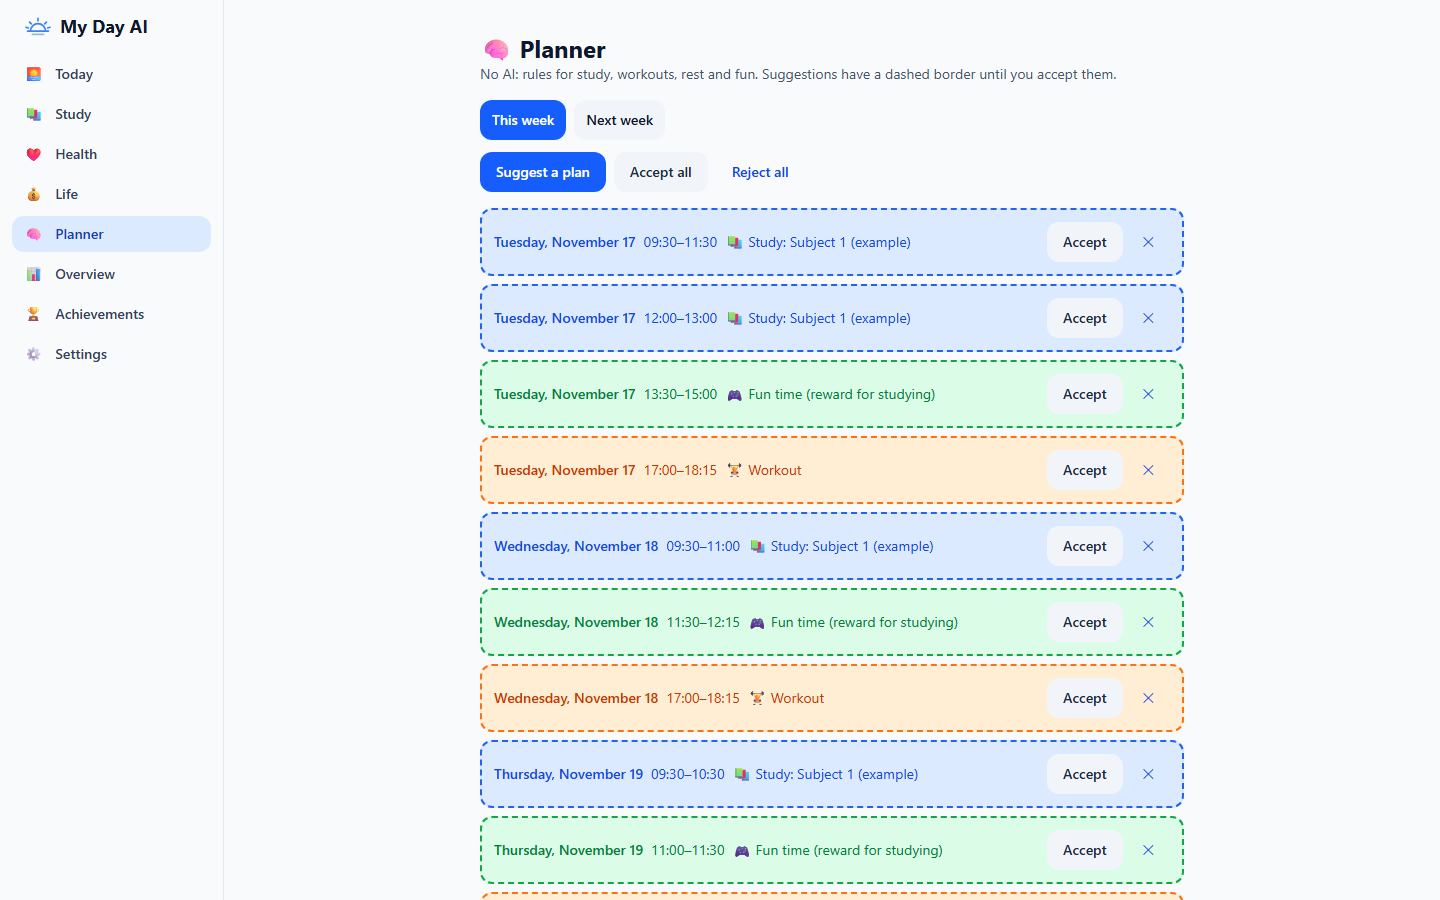 My Day AI
Today
Study
Health
Life
Planner
Overview
Achievements
Settings
Planner
No AI: rules for study, workouts, rest and fun. Suggestions have a dashed border until you accept them.
This week Next week
Suggest a plan Accept all Reject all
Tuesday, November 17 09:30–11:30 Study: Subject 1 (example) Accept
Tuesday, November 17 12:00–13:00 Study: Subject 1 (example) Accept
Tuesday, November 17 13:30–15:00 Fun time (reward for studying) Accept
Tuesday, November 17 17:00–18:15 Workout Accept
Wednesday, November 18 09:30–11:00 Study: Subject 1 (example) Accept
Wednesday, November 18 11:30–12:15 Fun time (reward for studying) Accept
Wednesday, November 18 17:00–18:15 Workout Accept
Thursday, November 19 09:30–10:30 Study: Subject 1 (example) Accept
Thursday, November 19 11:00–11:30 Fun time (reward for studying) Accept